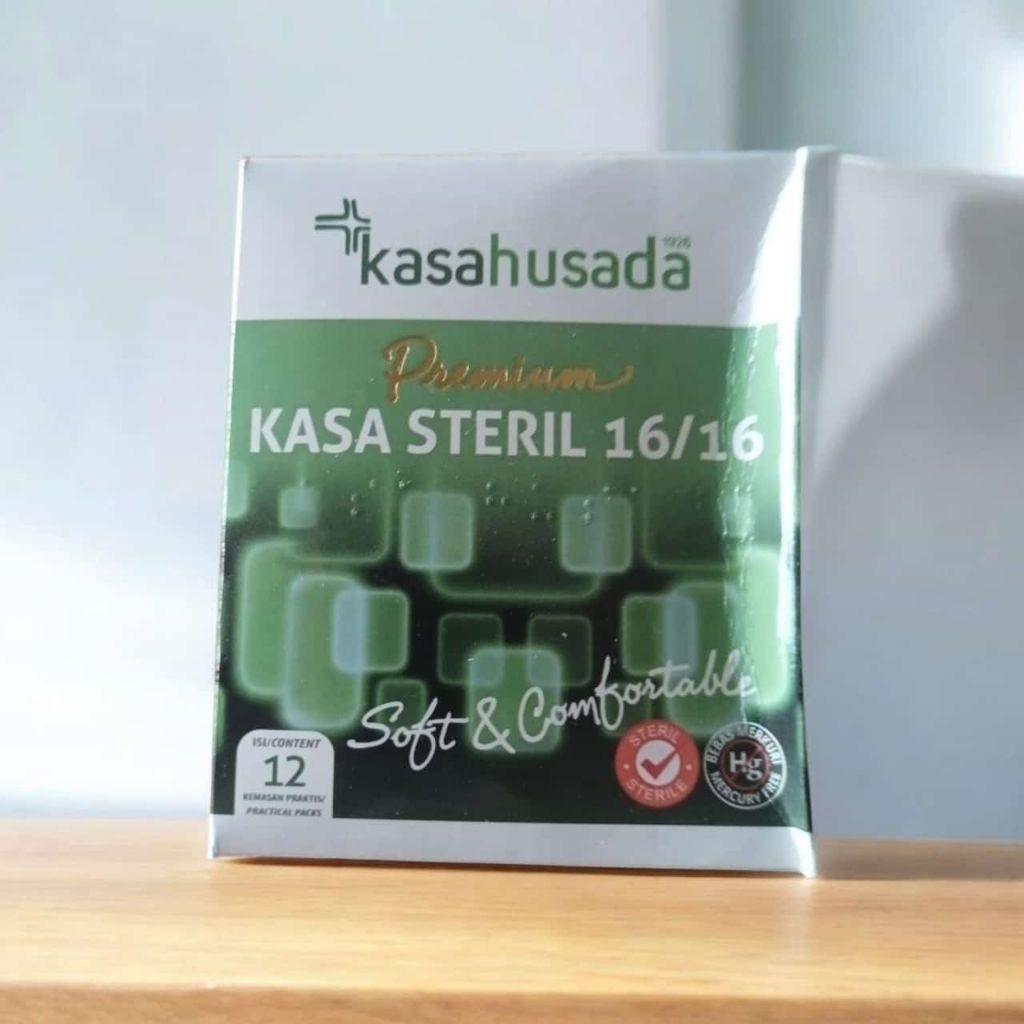 kasahusada
1926
Premium
KASA STERIL 16/16
Soft & Comfortable
ISI/CONTENT
12
KEMASAN PRAKTIS/
PRACTICAL PACKS
STERIL
STERILE
BEBAS MERKURI
Hg
MERCURY FREE